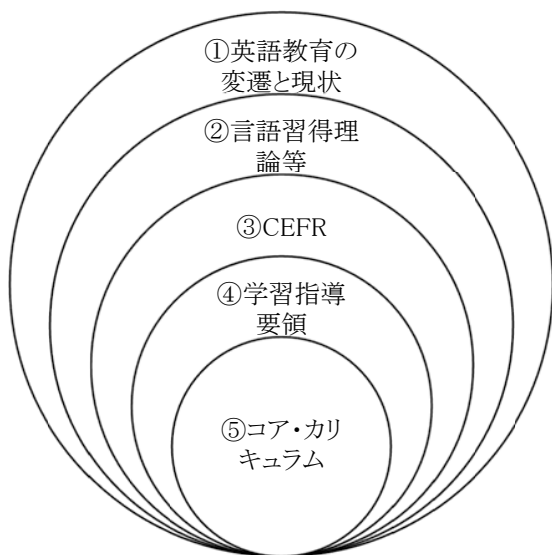 ①英語教育の
変遷と現状
②言語習得理
論等
③CEFR
④学習指導
要領
⑤コア・カリ
キュラム